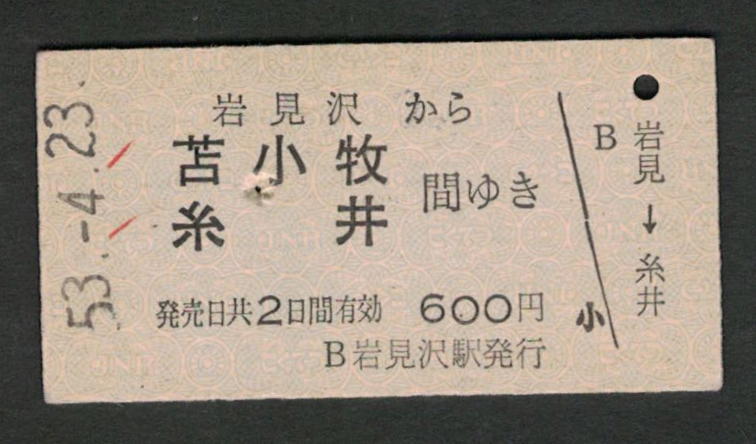 53.-4.23.
岩見沢 から
苫小牧
糸井
間ゆき
発売日共2日間有効 600円
B岩見沢駅発行
小
B
岩見→糸井